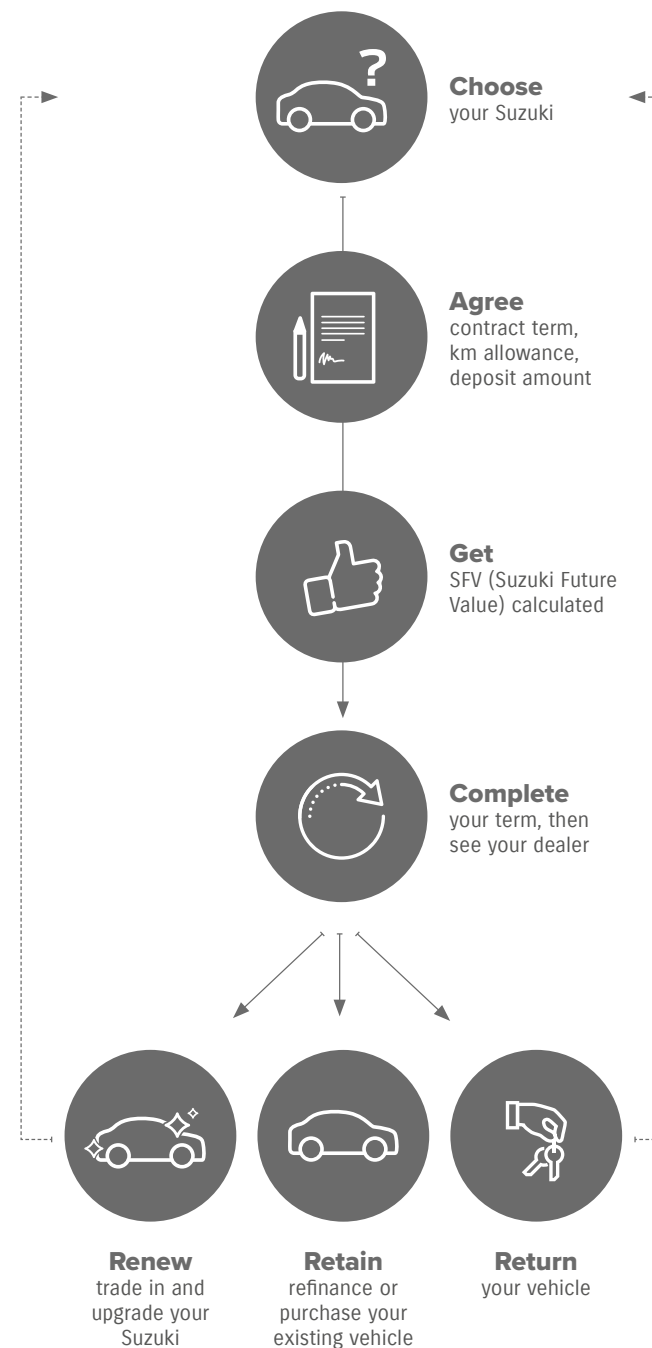 ?
Choose
your Suzuki
Agree
contract term,
km allowance,
deposit amount
Get
SFV (Suzuki Future
Value) calculated
Complete
your term, then
see your dealer
Renew
trade in and
upgrade your
Suzuki
Retain
refinance or
purchase your
existing vehicle
Return
your vehicle